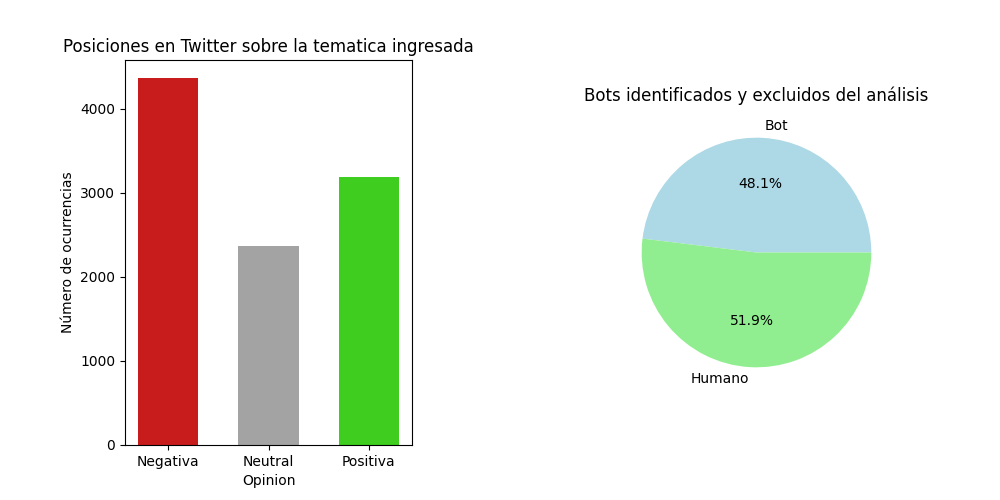 Posiciones en Twitter sobre la tematica ingresada
Número de ocurrencias
4000
3000
2000
1000
0
Negativa
Neutral
Positiva
Opinion
Bots identificados y excluidos del análisis
Bot
48.1%
51.9%
Humano